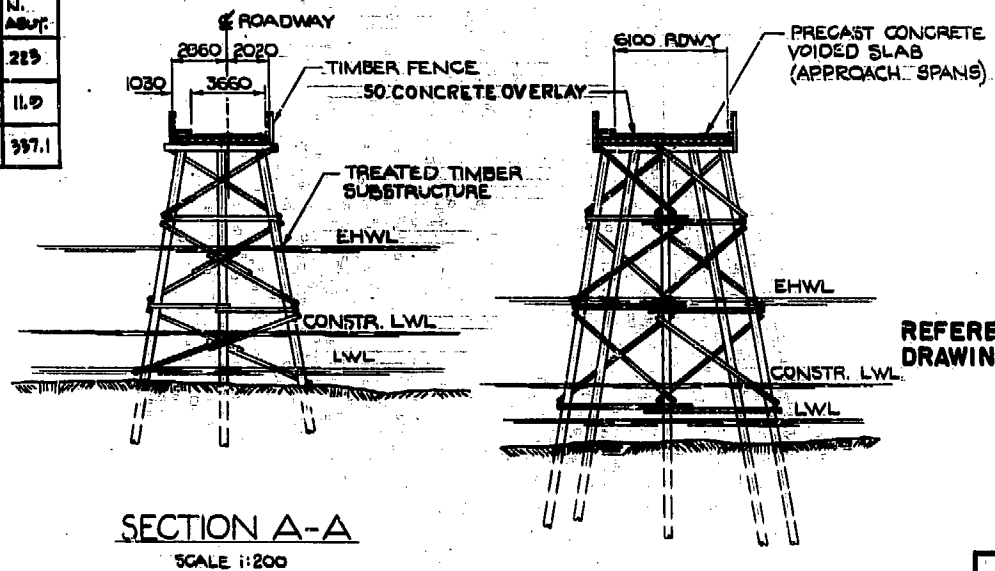 N.
ABUT.
223
11.9
337.1
℄ ROADWAY
2860 2020
1030
3660
TIMBER FENCE
50 CONCRETE OVERLAY
TREATED TIMBER
SUBSTRUCTURE
EHWL
CONSTR. LWL
LWL
SECTION A-A
SCALE 1:200
6100 RDWY
PRECAST CONCRETE
VOIDED SLAB
(APPROACH SPANS)
EHWL
CONSTR. LWL
LWL
REFERE
DRAWIN